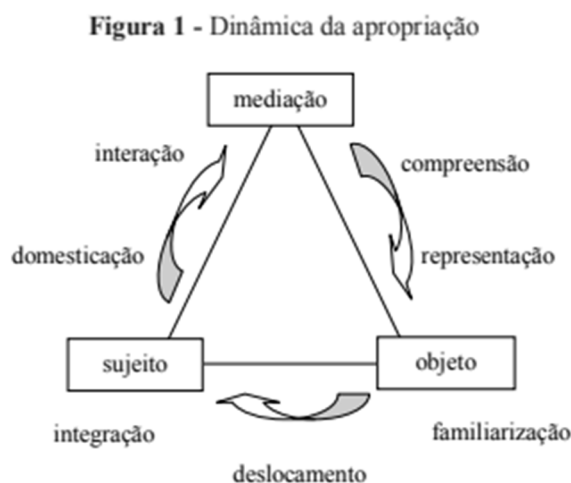 Figura 1 - Dinâmica da apropriação
mediação
interação
compreensão
domesticação
representação
sujeito
objeto
integração
familiarização
deslocamento